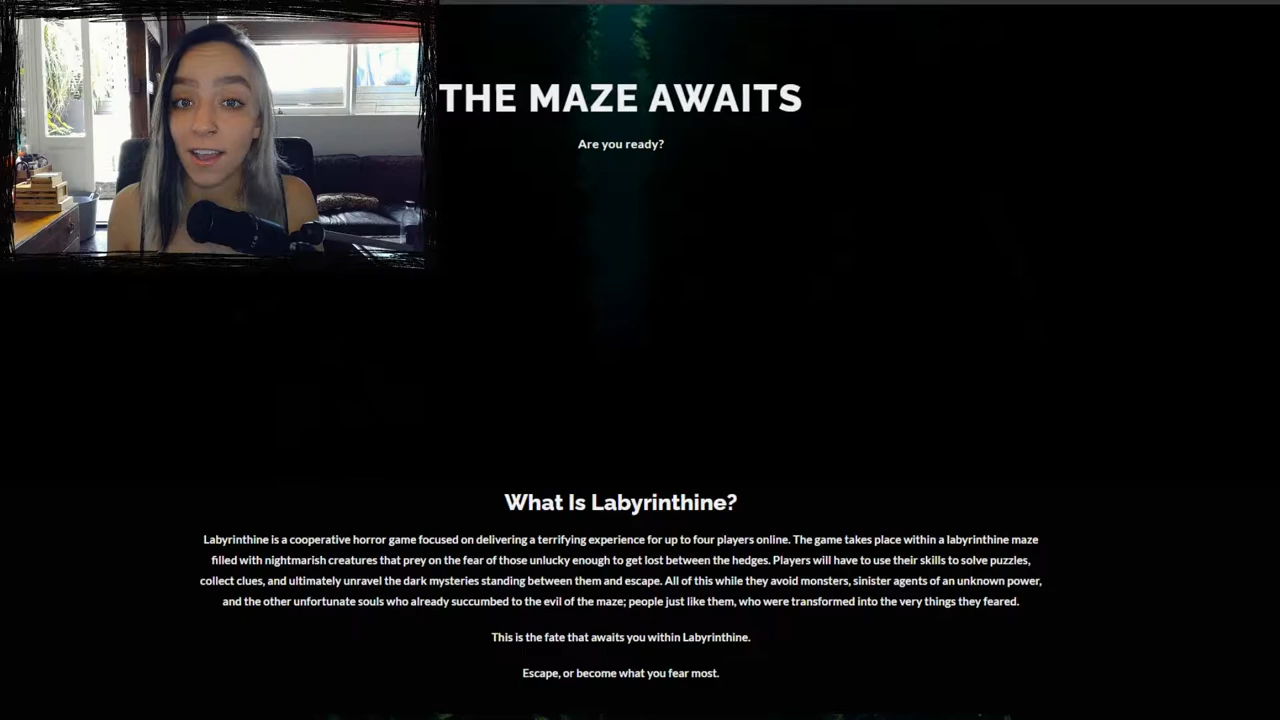 THE MAZE AWAITS
Are you ready?
What Is Labyrinthine?
Labyrinthine is a cooperative horror game focused on delivering a terrifying experience for up to four players online. The game takes place within a labyrinthine maze
filled with nightmarish creatures that prey on the fear of those unlucky enough to get lost between the hedges. Players will have to use their skills to solve puzzles,
collect clues, and ultimately unravel the dark mysteries standing between them and escape. All of this while they avoid monsters, sinister agents of an unknown power,
and the other unfortunate souls who already succumbed to the evil of the maze; people just like them, who were transformed into the very things they feared.
This is the fate that awaits you within Labyrinthine.
Escape, or become what you fear most.